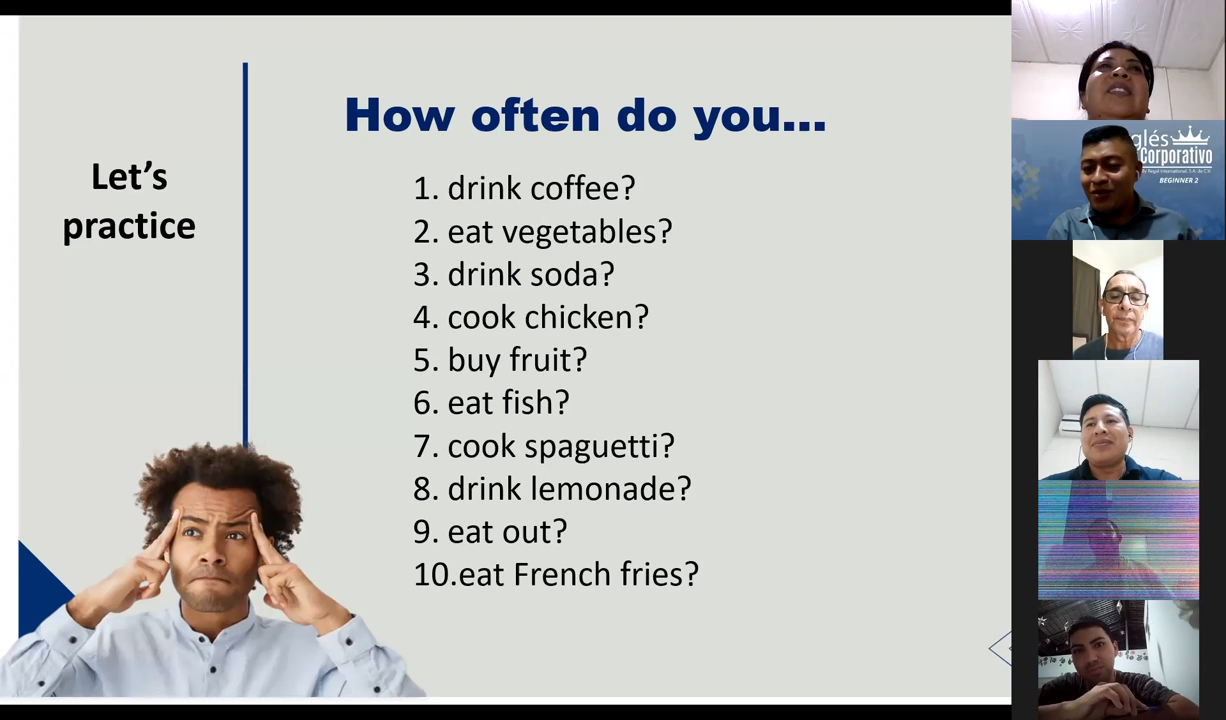 Let's
practice
How often do you...
1. drink coffee?
2. eat vegetables?
3. drink soda?
4. cook chicken?
5. buy fruit?
6. eat fish?
7. cook spaguetti?
8. drink lemonade?
9. eat out?
10.eat French fries?
glés
Corporativo
BEGINNER 2